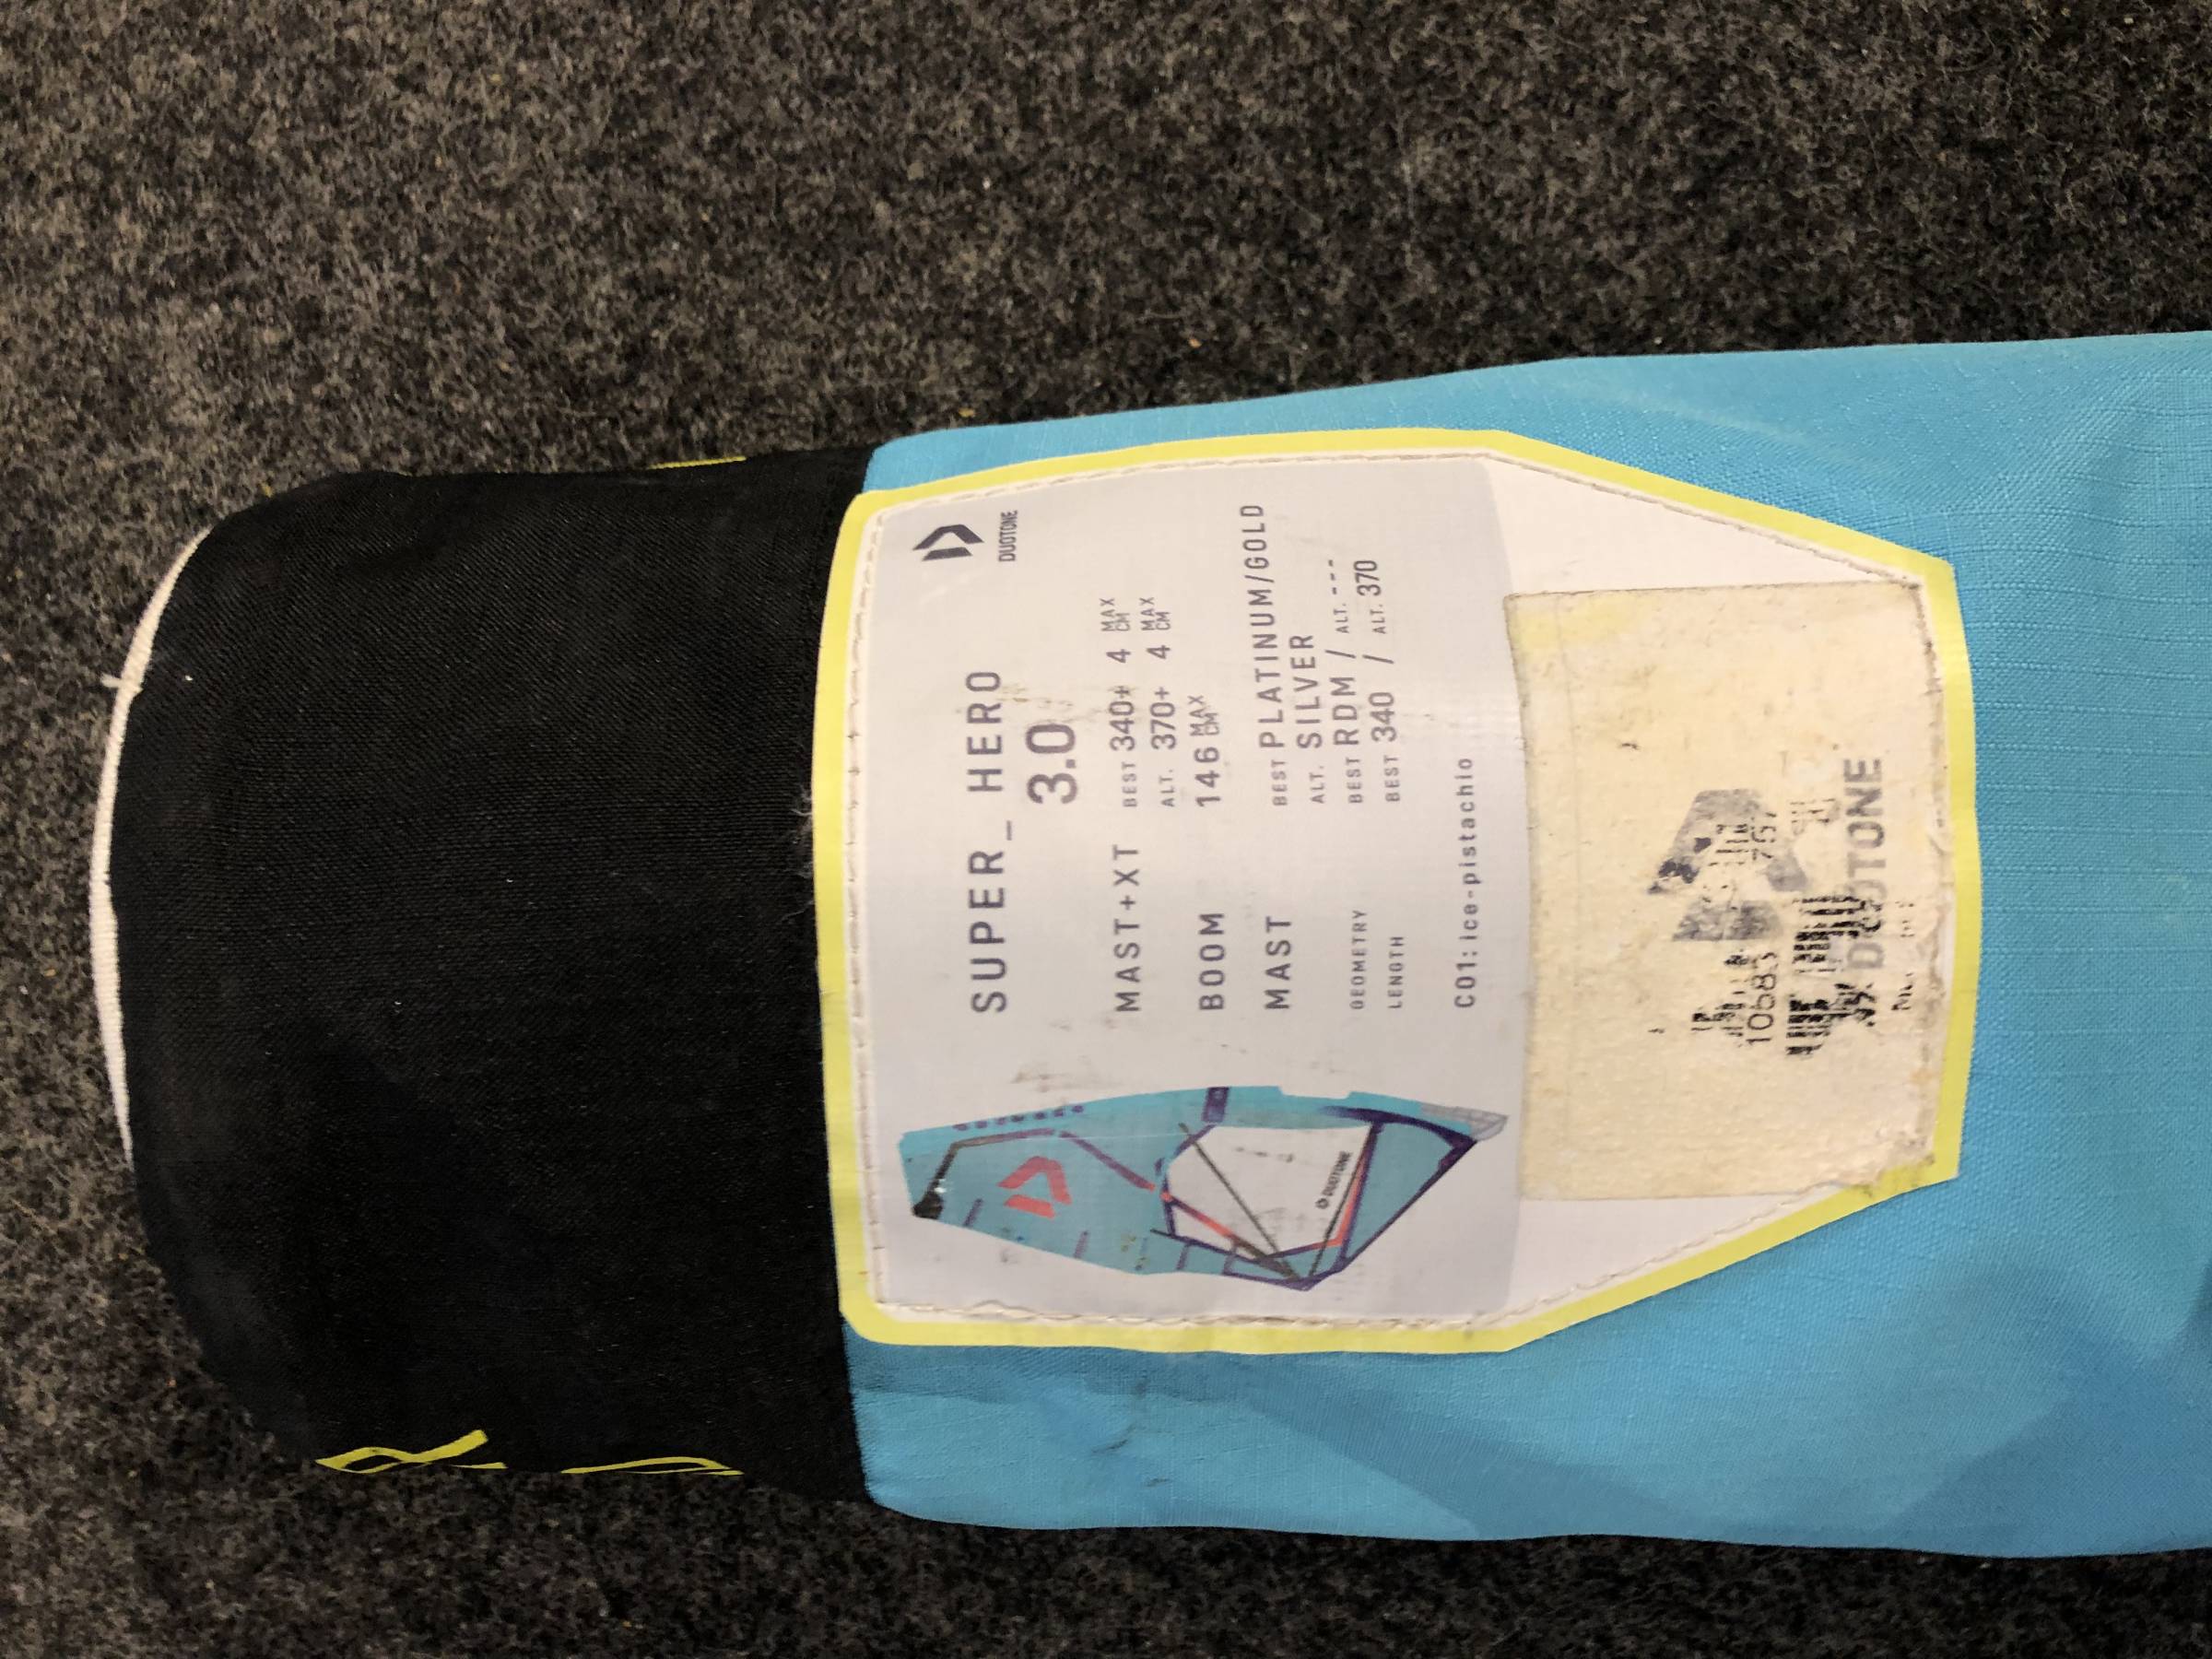 DUOTONE
SUPER_HERO
3.0
MAST+XT BEST 340+ 4 MAX CM
ALT. 370+ 4 MAX CM
BOOM 146 MAX CM
MAST BEST PLATINUM/GOLD
ALT. SILVER
GEOMETRY BEST RDM / ALT. ---
LENGTH BEST 340 / ALT. 370
C01: ice-pistachio
DUOTONE
DUOTONE